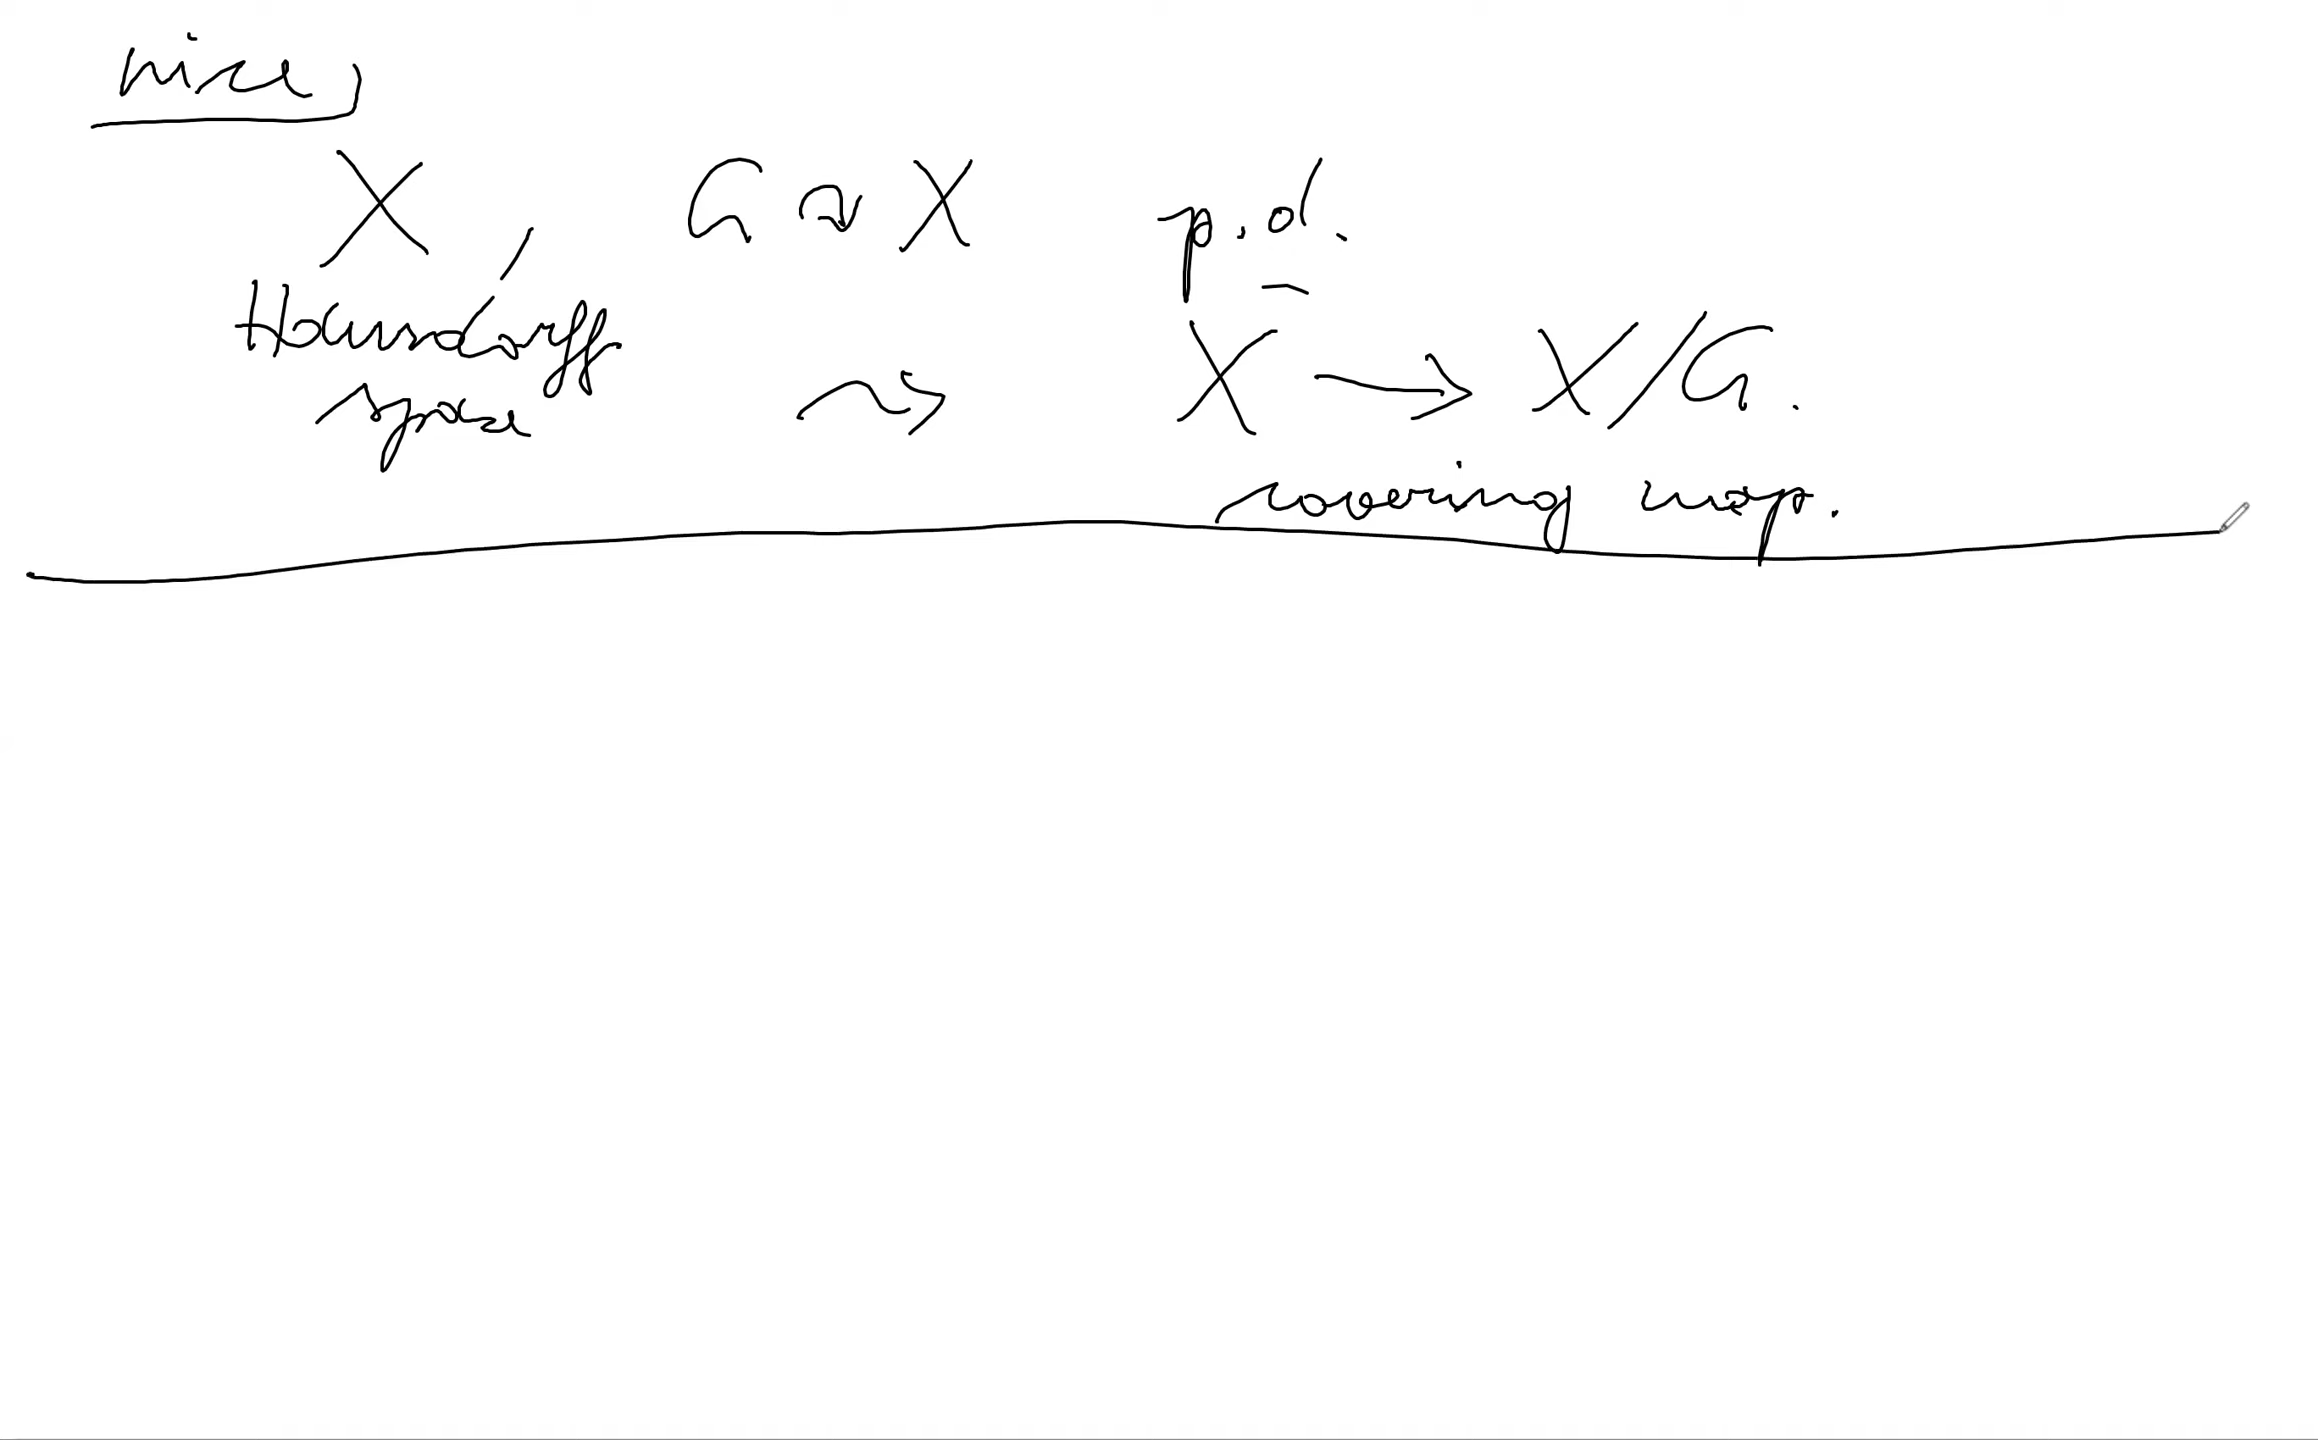 nice
X, G ↷ X p.d.
Hausdorff
space ⇝ X → X/G.
covering map.